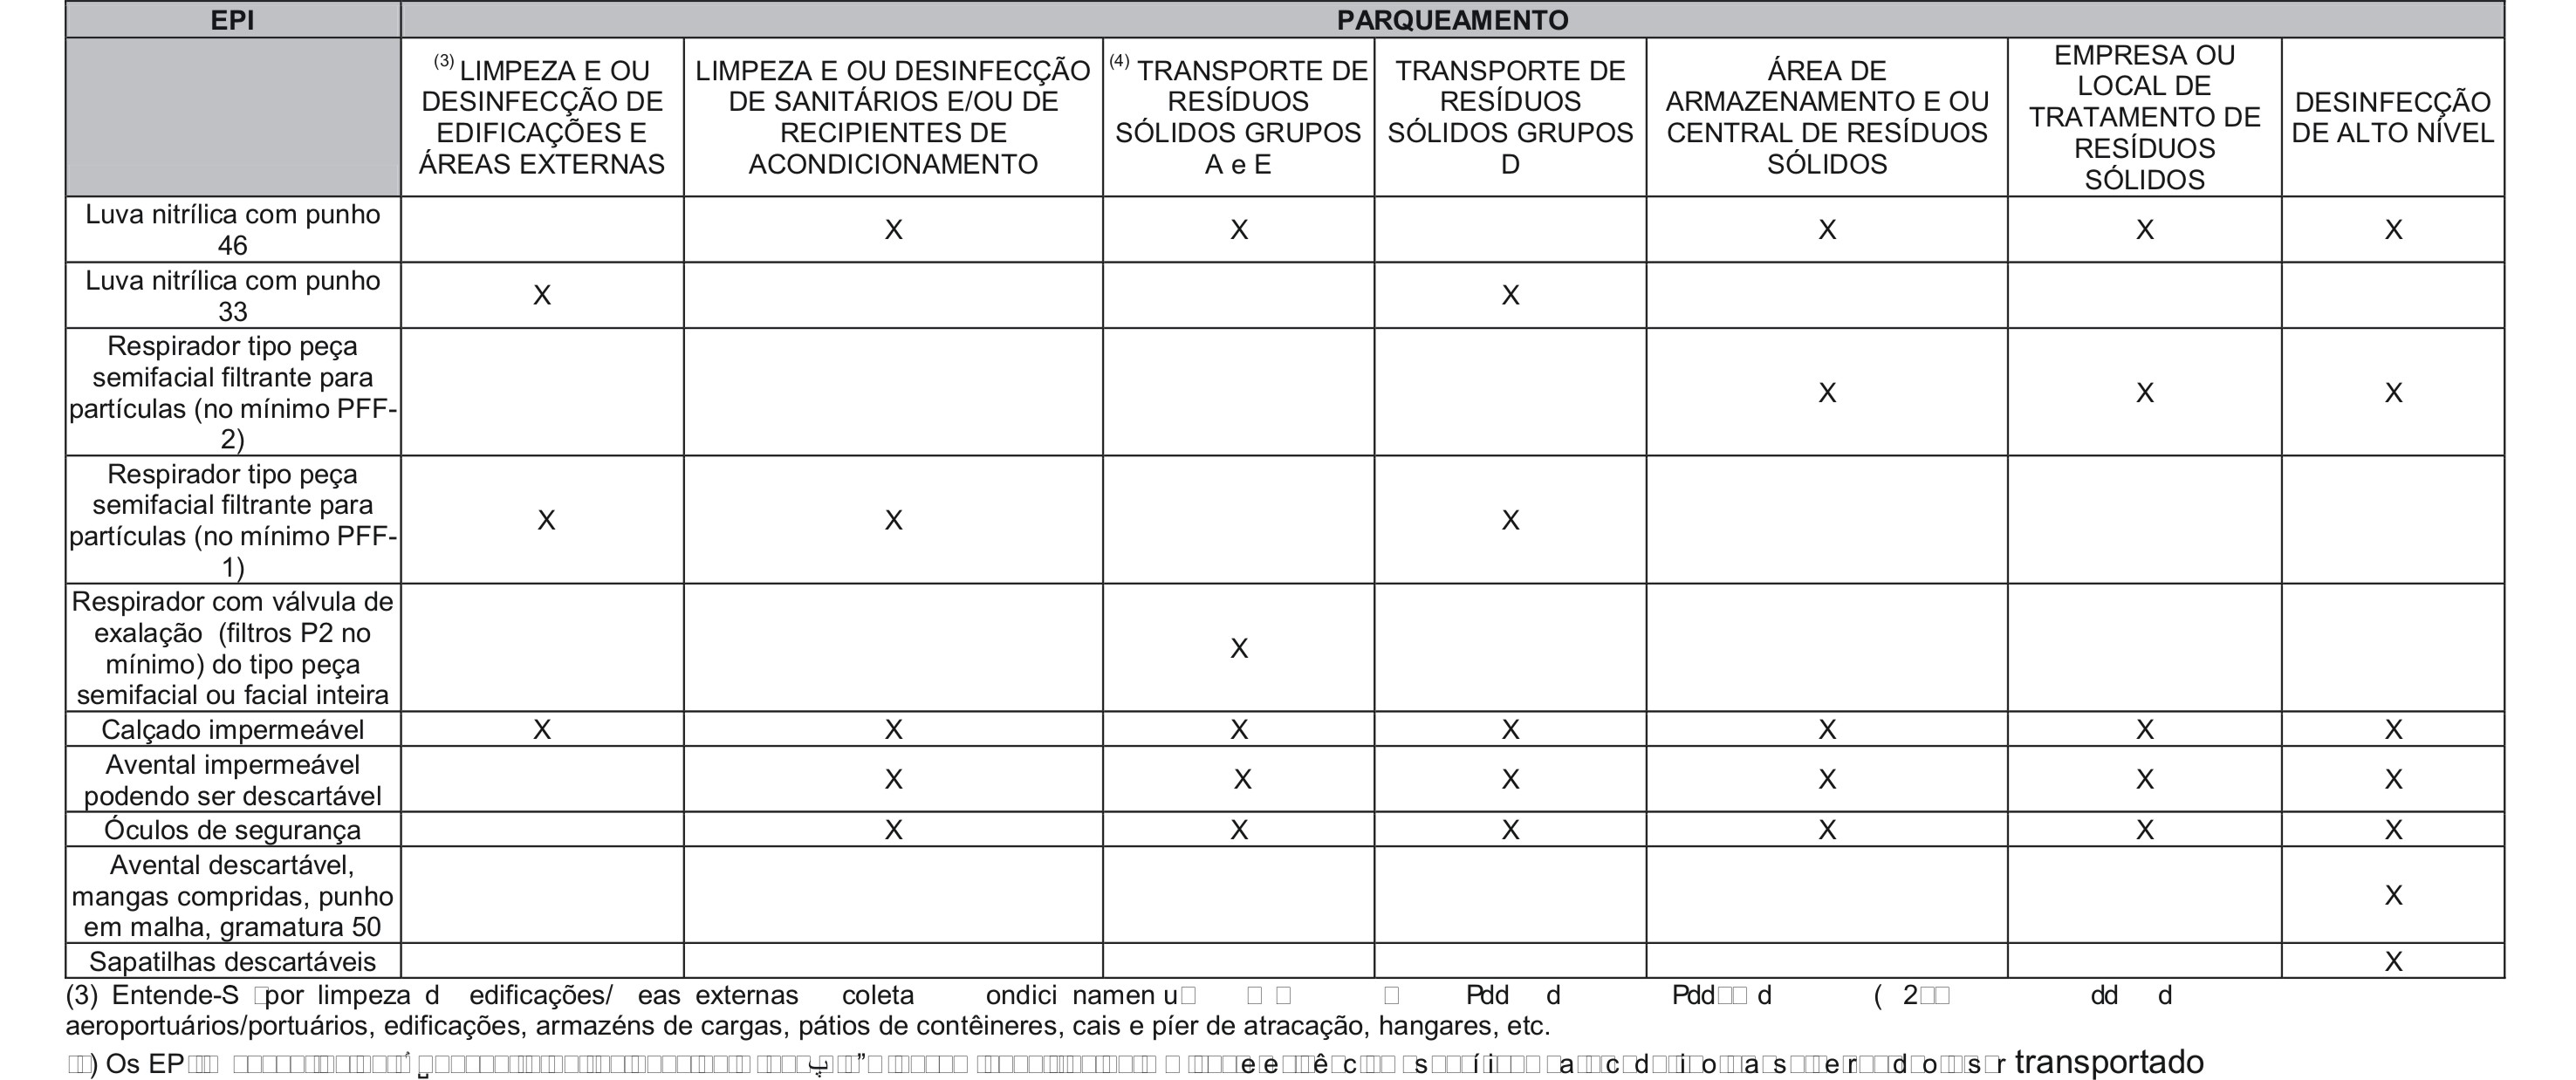 EPI
PARQUEAMENTO
(3) LIMPEZA E OU
DESINFECÇÃO DE
EDIFICAÇÕES E
ÁREAS EXTERNAS
LIMPEZA E OU DESINFECÇÃO
DE SANITÁRIOS E/OU DE
RECIPIENTES DE
ACONDICIONAMENTO
(4) TRANSPORTE DE
RESÍDUOS
SÓLIDOS GRUPOS
A e E
TRANSPORTE DE
RESÍDUOS
SÓLIDOS GRUPOS
D
ÁREA DE
ARMAZENAMENTO E OU
CENTRAL DE RESÍDUOS
SÓLIDOS
EMPRESA OU
LOCAL DE
TRATAMENTO DE
RESÍDUOS
SÓLIDOS
DESINFECÇÃO
DE ALTO NÍVEL
Luva nitrílica com punho
46
X X X X X
Luva nitrílica com punho
33
X X
Respirador tipo peça
semifacial filtrante para
partículas (no mínimo PFF-
2)
X X X
Respirador tipo peça
semifacial filtrante para
partículas (no mínimo PFF-
1)
X X X
Respirador com válvula de
exalação (filtros P2 no
mínimo) do tipo peça
semifacial ou facial inteira
X
Calçado impermeável X X X X X X X
Avental impermeável
podendo ser descartável
X X X X X X
Óculos de segurança X X X X X X
Avental descartável,
mangas compridas, punho
em malha, gramatura 50
X
Sapatilhas descartáveis X
(3) Entende-S por limpeza d edificações/ eas externas coleta
aeroportuários/portuários, edificações, armazéns de cargas, pátios de contêineres, cais e píer de atracação, hangares, etc.
) Os EP transportado